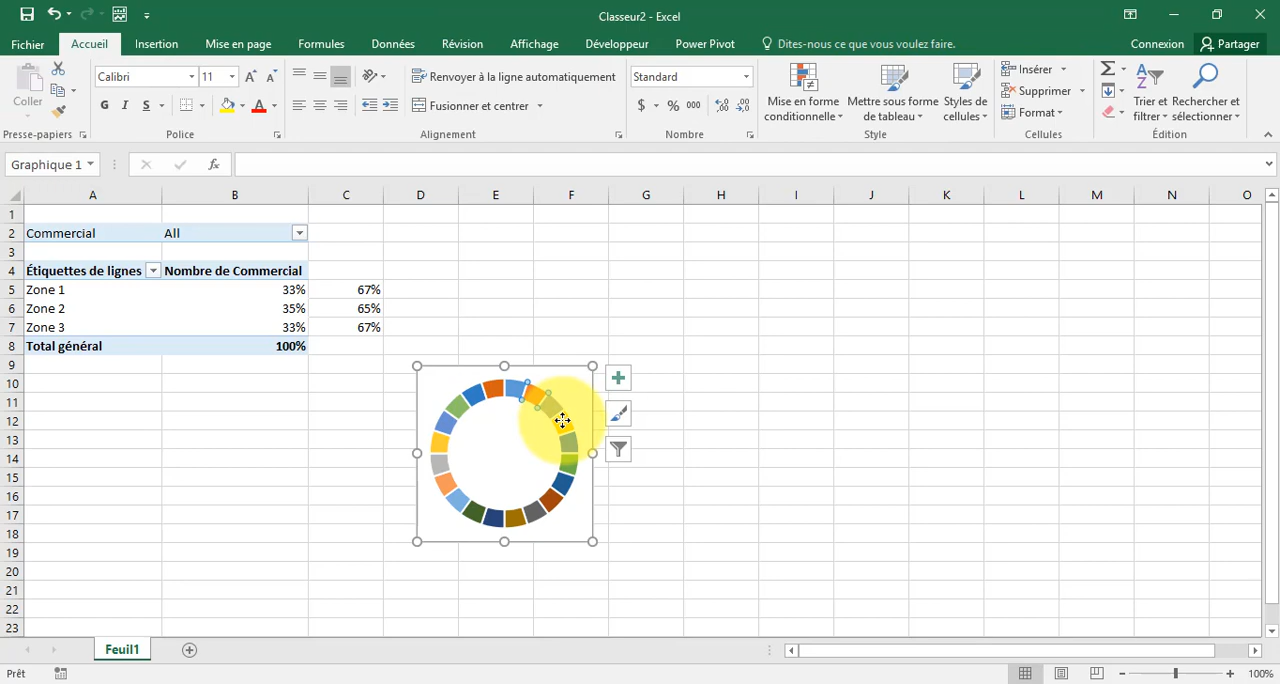 Classeur2 - Excel
Fichier Accueil Insertion Mise en page Formules Données Révision Affichage Développeur Power Pivot Dites-nous ce que vous voulez faire. Connexion Partager
Coller
Presse-papiers
Calibri 11
G I S
Police
Renvoyer à la ligne automatiquement
Fusionner et centrer
Alignement
Standard
$ % 000
Nombre
Mise en forme conditionnelle
Mettre sous forme de tableau
Styles de cellules
Style
Insérer
Supprimer
Format
Cellules
Trier et filtrer
Rechercher et sélectionner
Édition
Graphique 1
fx
A B C D E F G H I J K L M N O
1
2 Commercial All
3
4 Étiquettes de lignes Nombre de Commercial
5 Zone 1 33% 67%
6 Zone 2 35% 65%
7 Zone 3 33% 67%
8 Total général 100%
9
10
11
12
13
14
15
16
17
18
19
20
21
22
23
Feuil1
Prêt
100%